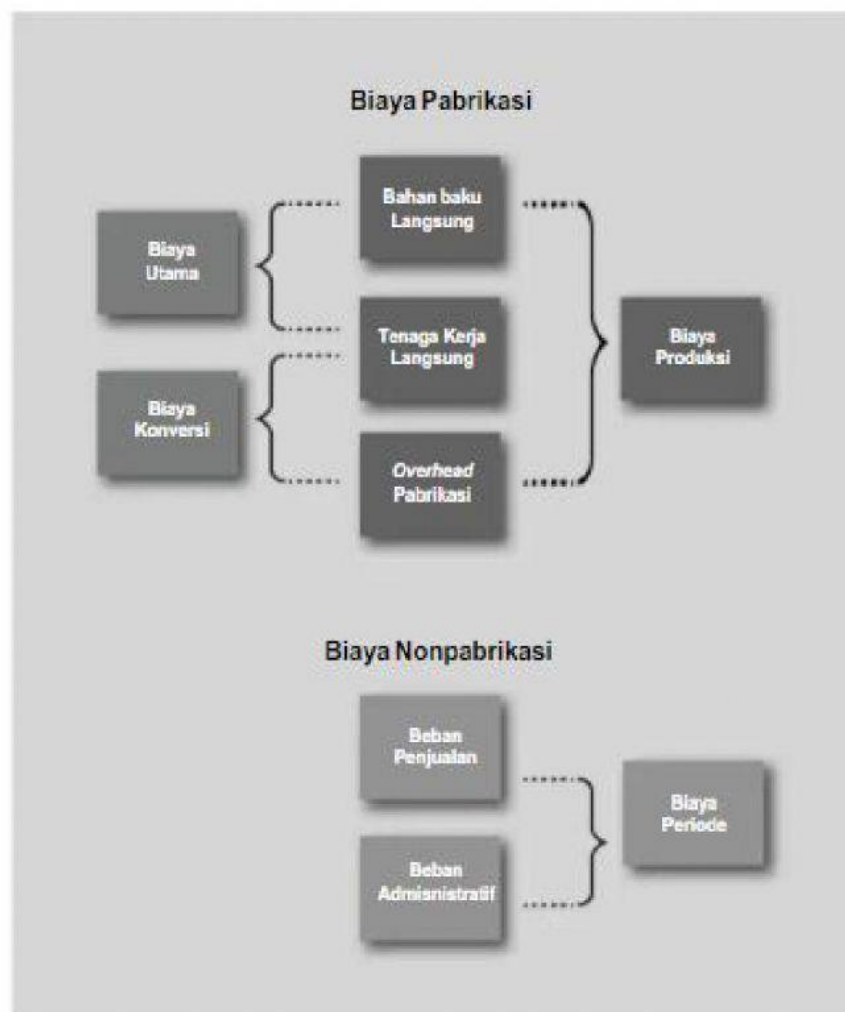 Biaya Pabrikasi
Bahan baku
Langsung
Biaya
Utama
Tenaga Kerja
Langsung
Biaya
Produksi
Biaya
Konversi
Overhead
Pabrikasi
Biaya Nonpabrikasi
Beban
Penjualan
Biaya
Periode
Beban
Admisnistratif